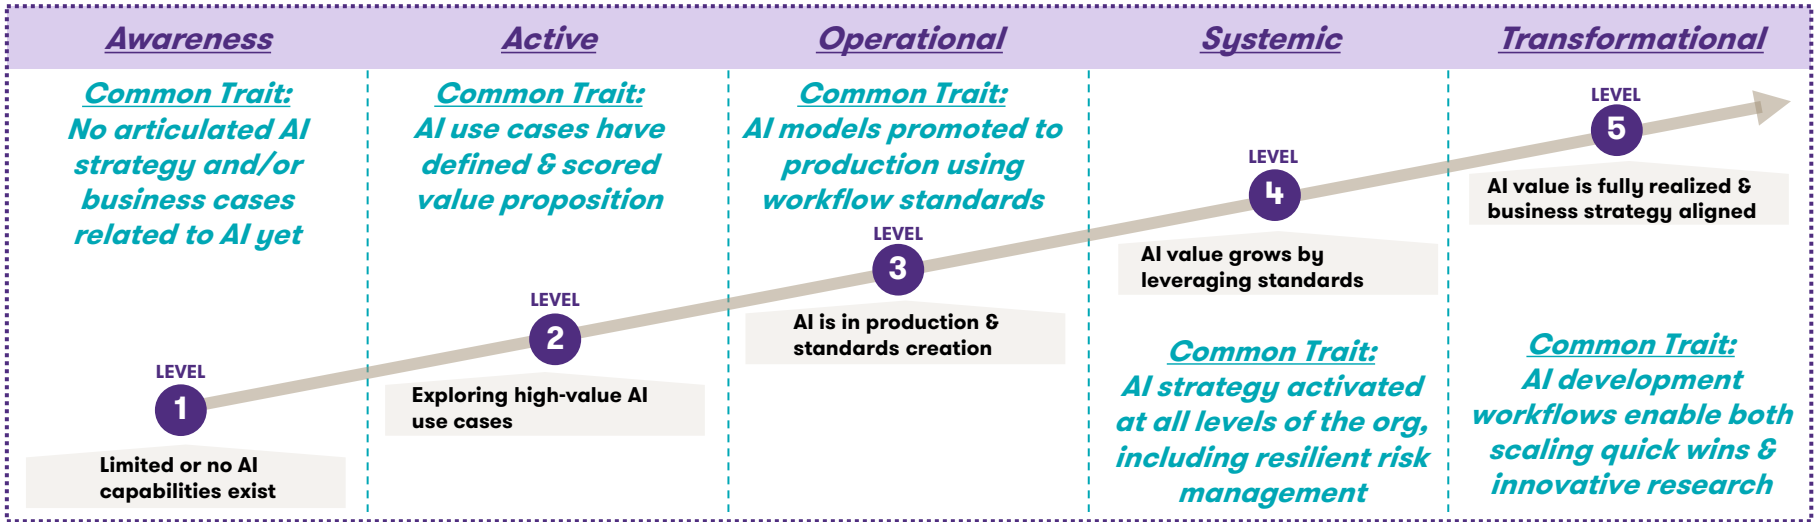 Awareness
Common Trait:
No articulated AI
strategy and/or
business cases
related to AI yet
LEVEL
1
Limited or no AI
capabilities exist
Active
Common Trait:
AI use cases have
defined & scored
value proposition
LEVEL
2
Exploring high-value AI
use cases
Operational
Common Trait:
AI models promoted to
production using
workflow standards
LEVEL
3
AI is in production &
standards creation
Systemic
LEVEL
4
AI value grows by
leveraging standards
Common Trait:
AI strategy activated
at all levels of the org,
including resilient risk
management
Transformational
LEVEL
5
AI value is fully realized &
business strategy aligned
Common Trait:
AI development
workflows enable both
scaling quick wins &
innovative research